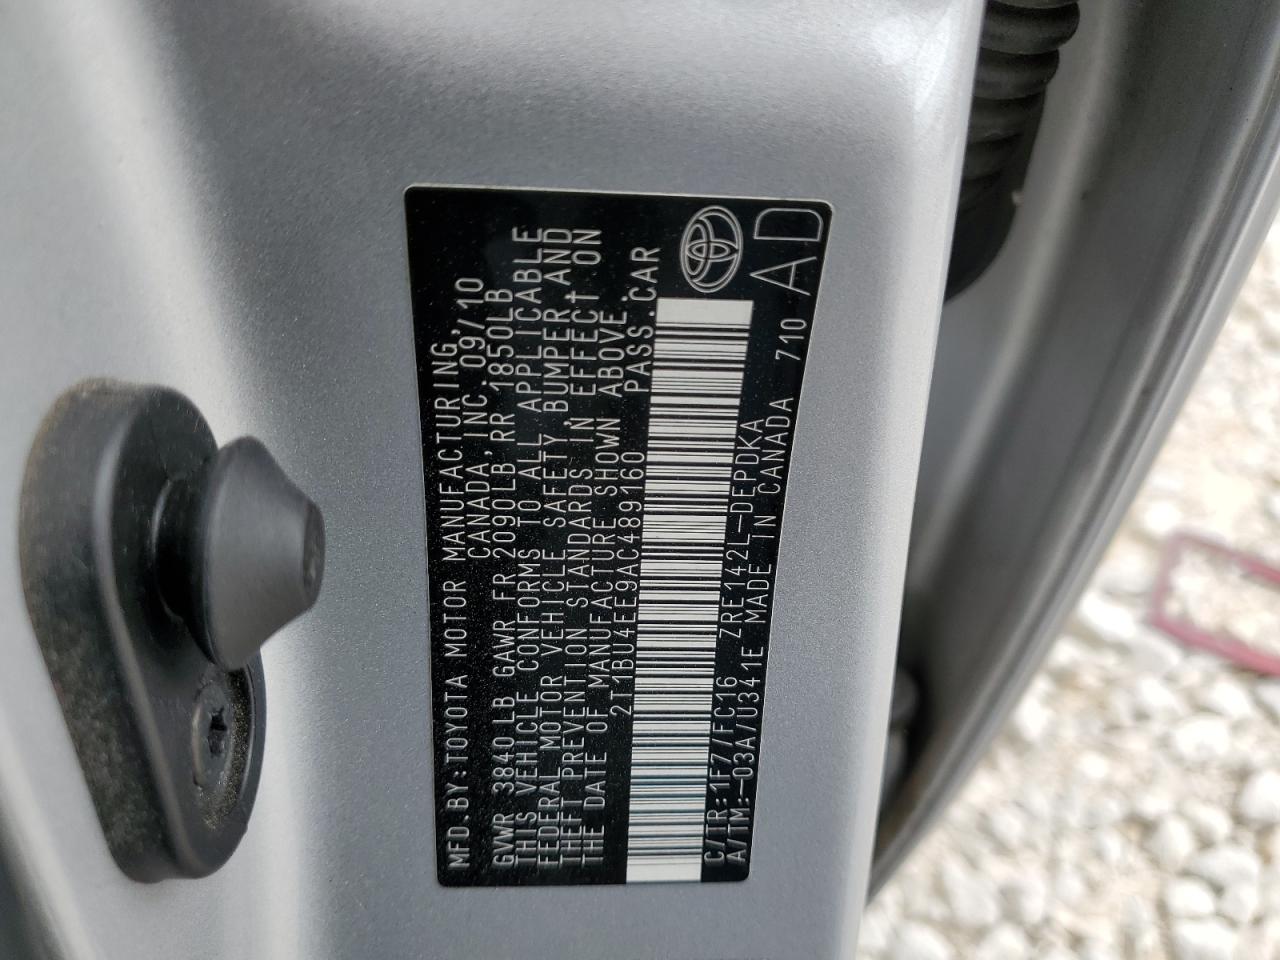 MFD.BY:TOYOTA MOTOR MANUFACTURING,
CANADA, INC. 09/10
GVWR 3840LB GAWR FR 2090LB RR 1850LB
THIS VEHICLE CONFORMS TO ALL APPLICABLE
FEDERAL MOTOR VEHICLE SAFETY, BUMPER, AND
THEFT PREVENTION STANDARDS IN EFFECT ON
THE DATE OF MANUFACTURE SHOWN ABOVE.
2T1BU4EE9AC489160 PASS.CAR
C/TR:1F7/FC16 ZRE142L-DEPDKA
A/TM:-03A/U341E MADE IN CANADA 710
AD